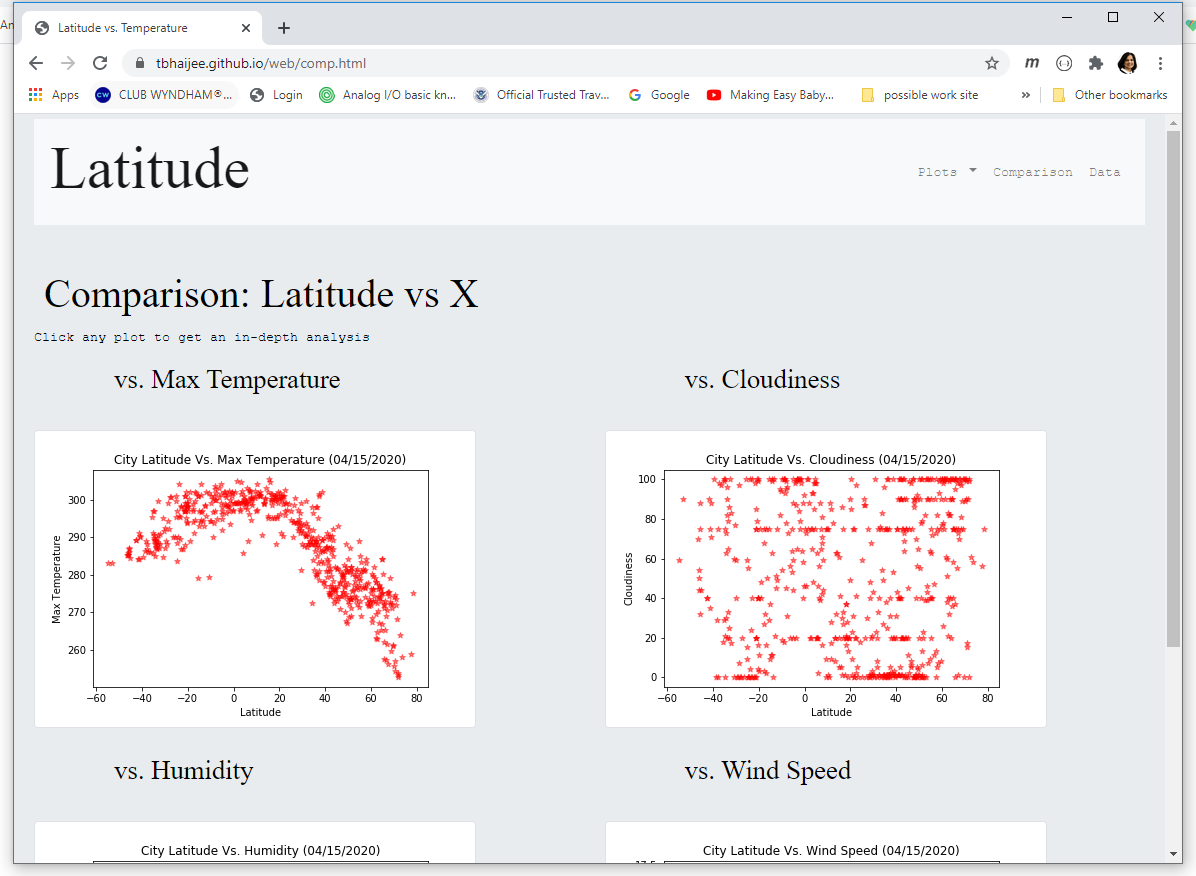 An
Latitude vs. Temperature
tbhaijee.github.io/web/comp.html
m
Apps CW CLUB WYNDHAM®... Login Analog I/O basic kn... Official Trusted Trav... Google Making Easy Baby... possible work site » Other bookmarks
Latitude
Plots Comparison Data
Comparison: Latitude vs X
Click any plot to get an in-depth analysis
vs. Max Temperature
City Latitude Vs. Max Temperature (04/15/2020)
Max Temperature
300
290
280
270
260
−60 −40 −20 0 20 40 60 80
Latitude
vs. Cloudiness
City Latitude Vs. Cloudiness (04/15/2020)
Cloudiness
100
80
60
40
20
0
−60 −40 −20 0 20 40 60 80
Latitude
vs. Humidity
City Latitude Vs. Humidity (04/15/2020)
vs. Wind Speed
City Latitude Vs. Wind Speed (04/15/2020)